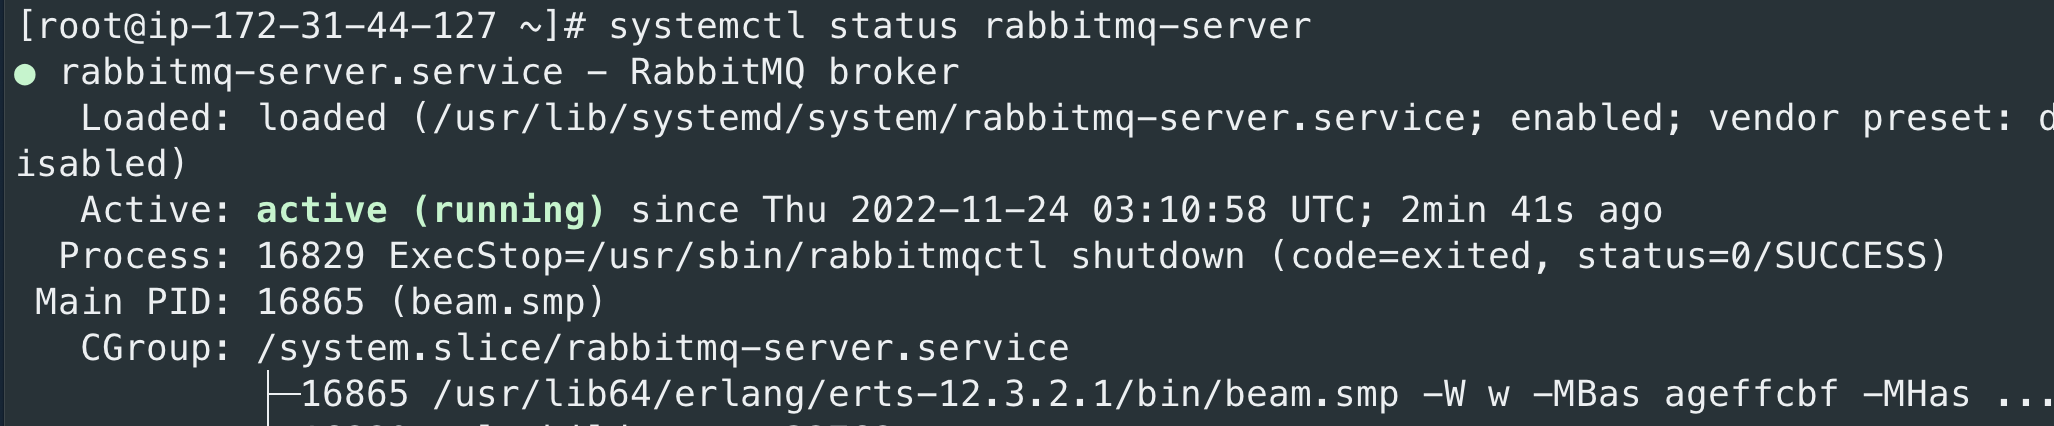 [root@ip-172-31-44-127 ~]# systemctl status rabbitmq-server
● rabbitmq-server.service - RabbitMQ broker
   Loaded: loaded (/usr/lib/systemd/system/rabbitmq-server.service; enabled; vendor preset: d
isabled)
   Active: active (running) since Thu 2022-11-24 03:10:58 UTC; 2min 41s ago
  Process: 16829 ExecStop=/usr/sbin/rabbitmqctl shutdown (code=exited, status=0/SUCCESS)
 Main PID: 16865 (beam.smp)
   CGroup: /system.slice/rabbitmq-server.service
           ├─16865 /usr/lib64/erlang/erts-12.3.2.1/bin/beam.smp -W w -MBas ageffcbf -MHas ...